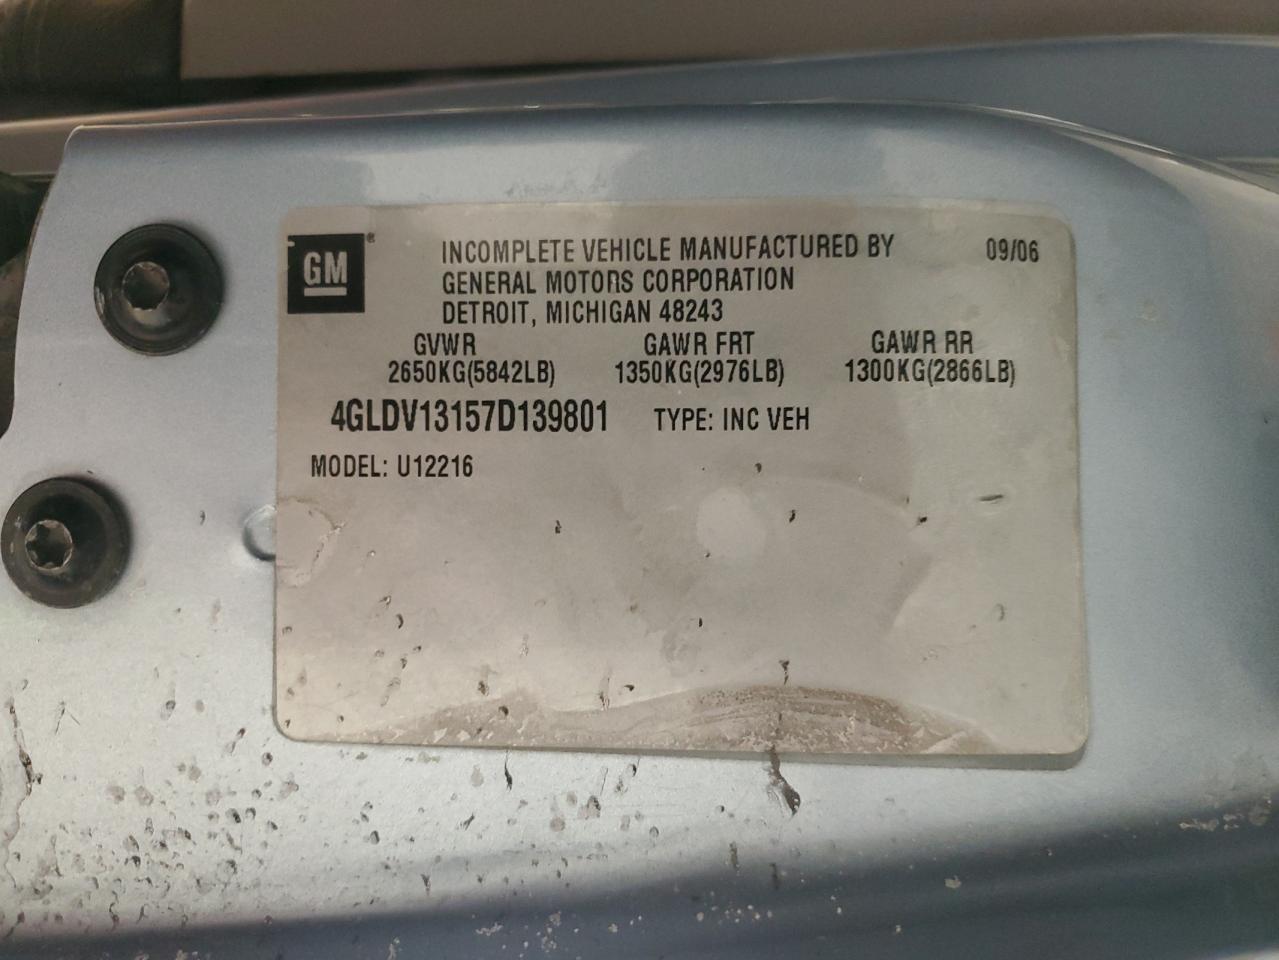 GM®
INCOMPLETE VEHICLE MANUFACTURED BY 09/06
GENERAL MOTORS CORPORATION
DETROIT, MICHIGAN 48243
GVWR GAWR FRT GAWR RR
2650KG(5842LB) 1350KG(2976LB) 1300KG(2866LB)
4GLDV13157D139801 TYPE: INC VEH
MODEL: U12216